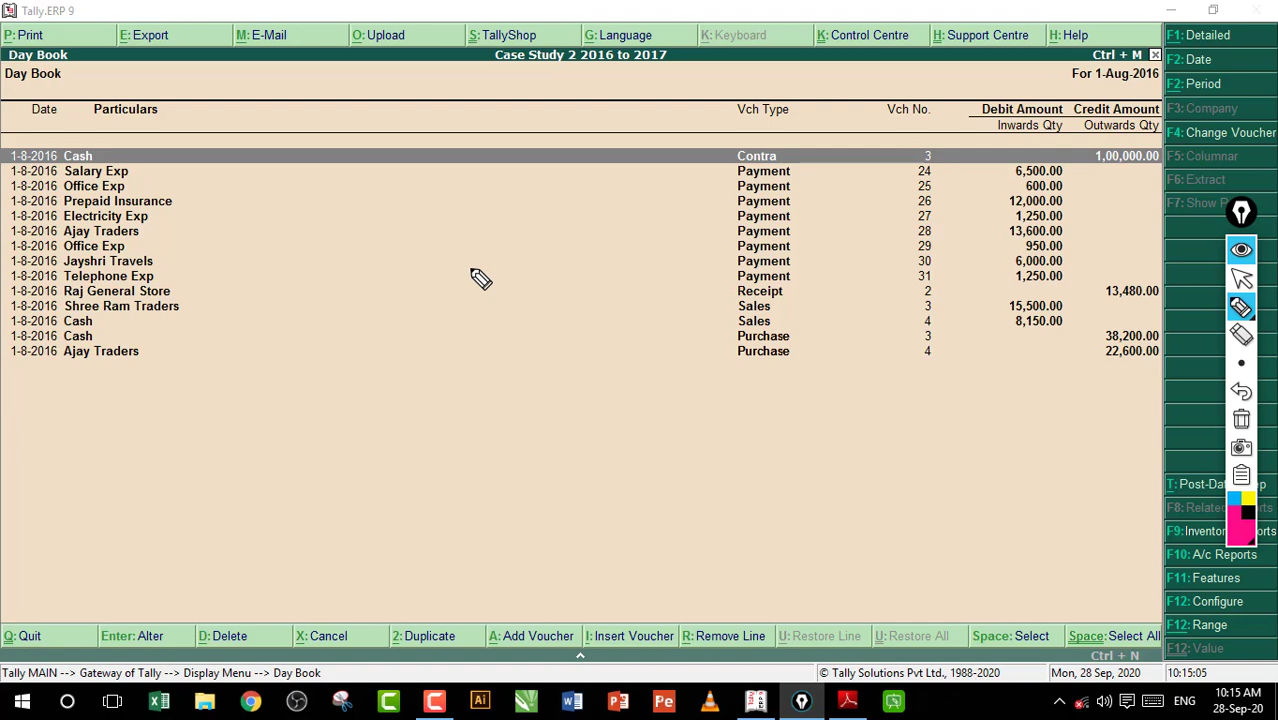 Tally.ERP 9
P: Print E: Export M: E-Mail O: Upload S: TallyShop G: Language K: Keyboard K: Control Centre H: Support Centre H: Help
Day Book Case Study 2 2016 to 2017 Ctrl + M
Day Book For 1-Aug-2016
Date Particulars Vch Type Vch No. Debit Amount Credit Amount
Inwards Qty Outwards Qty
1-8-2016 Cash Contra 3 1,00,000.00
1-8-2016 Salary Exp Payment 24 6,500.00
1-8-2016 Office Exp Payment 25 600.00
1-8-2016 Prepaid Insurance Payment 26 12,000.00
1-8-2016 Electricity Exp Payment 27 1,250.00
1-8-2016 Ajay Traders Payment 28 13,600.00
1-8-2016 Office Exp Payment 29 950.00
1-8-2016 Jayshri Travels Payment 30 6,000.00
1-8-2016 Telephone Exp Payment 31 1,250.00
1-8-2016 Raj General Store Receipt 2 13,480.00
1-8-2016 Shree Ram Traders Sales 3 15,500.00
1-8-2016 Cash Sales 4 8,150.00
1-8-2016 Cash Purchase 3 38,200.00
1-8-2016 Ajay Traders Purchase 4 22,600.00
F1: Detailed
F2: Date
F2: Period
F3: Company
F4: Change Voucher
F5: Columnar
F6: Extract
F7: Show
T: Post-Da
F8: Relate
F9: Inventor
F10: A/c Reports
F11: Features
F12: Configure
F12: Range
F12: Value
Q: Quit Enter: Alter D: Delete X: Cancel 2: Duplicate A: Add Voucher I: Insert Voucher R: Remove Line U: Restore Line U: Restore All Space: Select Space: Select All
Ctrl + N
Tally MAIN --> Gateway of Tally --> Display Menu --> Day Book © Tally Solutions Pvt Ltd., 1988-2020 Mon, 28 Sep, 2020 10:15:05
ENG 10:15 AM
28-Sep-20